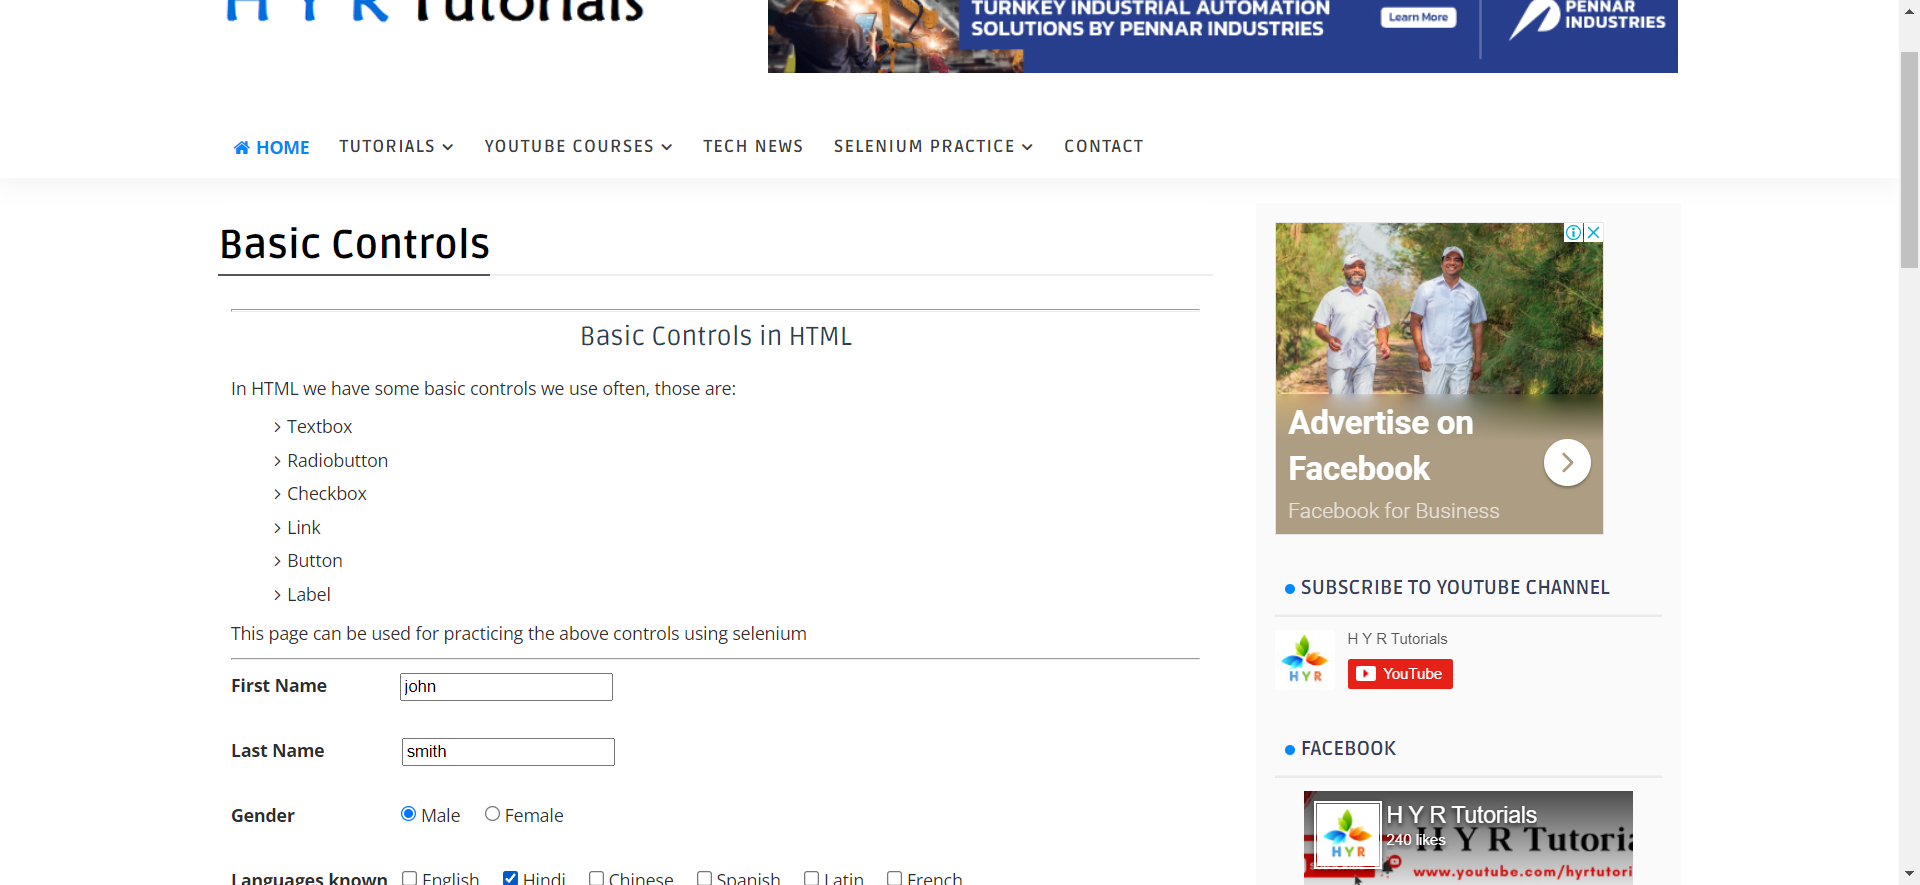 H Y R Tutorials
TURNKEY INDUSTRIAL AUTOMATION
SOLUTIONS BY PENNAR INDUSTRIES
Learn More
PENNAR
INDUSTRIES
HOME TUTORIALS YOUTUBE COURSES TECH NEWS SELENIUM PRACTICE CONTACT
Basic Controls
Basic Controls in HTML
In HTML we have some basic controls we use often, those are:
Textbox
Radiobutton
Checkbox
Link
Button
Label
This page can be used for practicing the above controls using selenium
First Name john
Last Name smith
Gender Male Female
Languages known English Hindi Chinese Spanish Latin French
Advertise on
Facebook
Facebook for Business
SUBSCRIBE TO YOUTUBE CHANNEL
H Y R Tutorials
HYR
YouTube
FACEBOOK
H Y R Tutorials
240 likes
HYR
H Y R Tutoria
www.youtube.com/hyrtutori